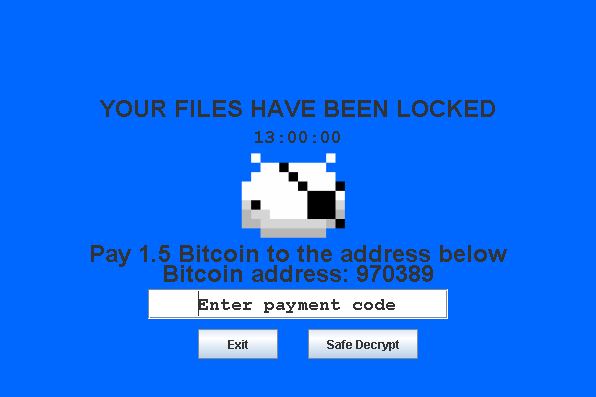 YOUR FILES HAVE BEEN LOCKED
13:00:00
Pay 1.5 Bitcoin to the address below
Bitcoin address: 970389
Enter payment code
Exit
Safe Decrypt